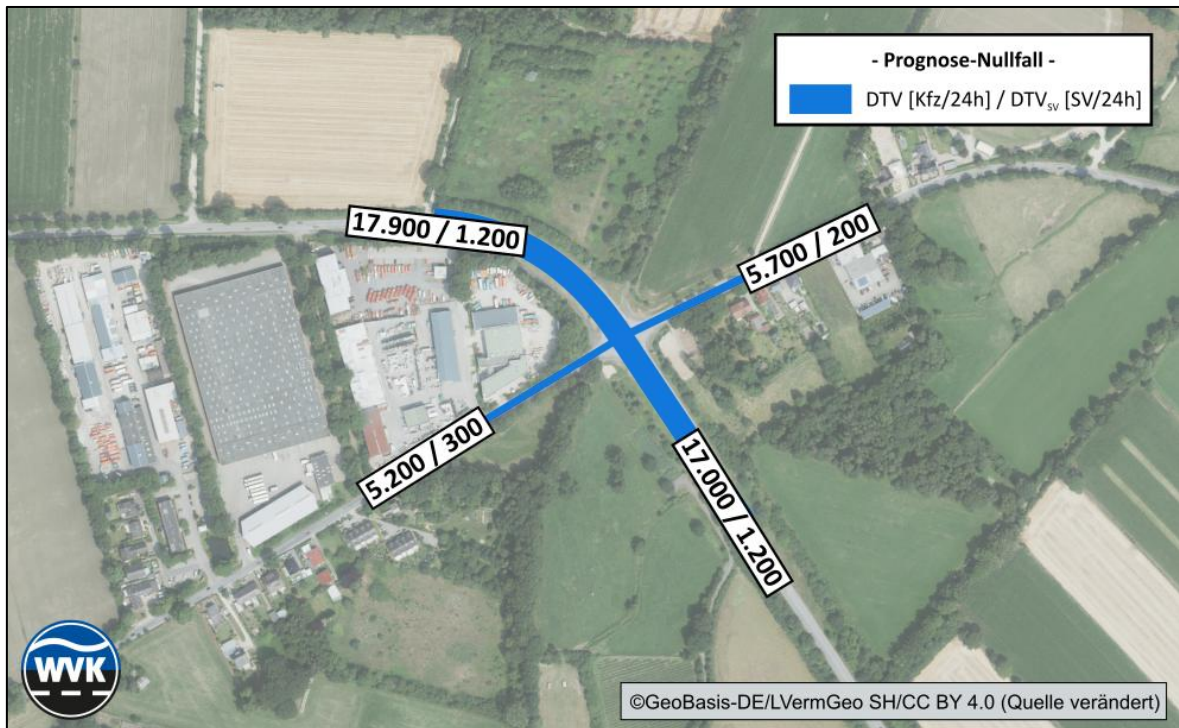 - Prognose-Nullfall -
DTV [Kfz/24h] / DTVSV [SV/24h]
17.900 / 1.200
5.700 / 200
5.200 / 300
17.000 / 1.200
WVK
©GeoBasis-DE/LVermGeo SH/CC BY 4.0 (Quelle verändert)